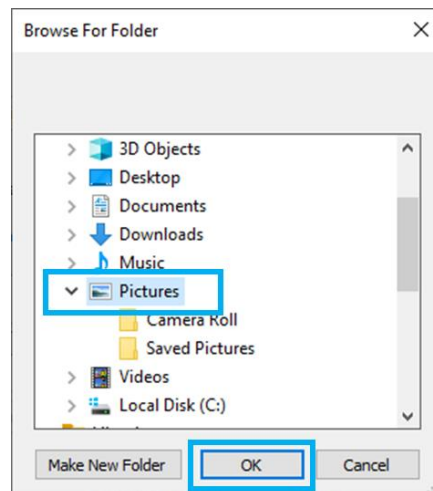 Browse For Folder
3D Objects
Desktop
Documents
Downloads
Music
Pictures
Camera Roll
Saved Pictures
Videos
Local Disk (C:)
Make New Folder OK Cancel